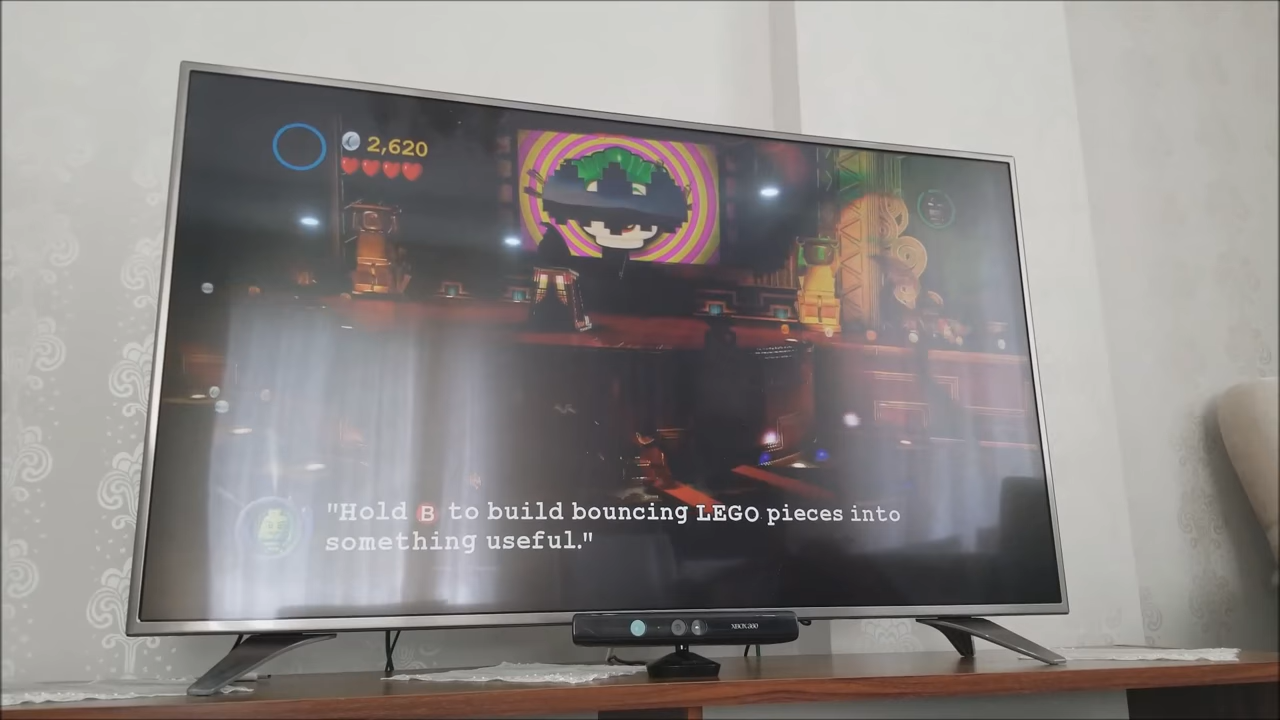 2,620
"Hold B to build bouncing LEGO pieces into
something useful."
XBOX 360